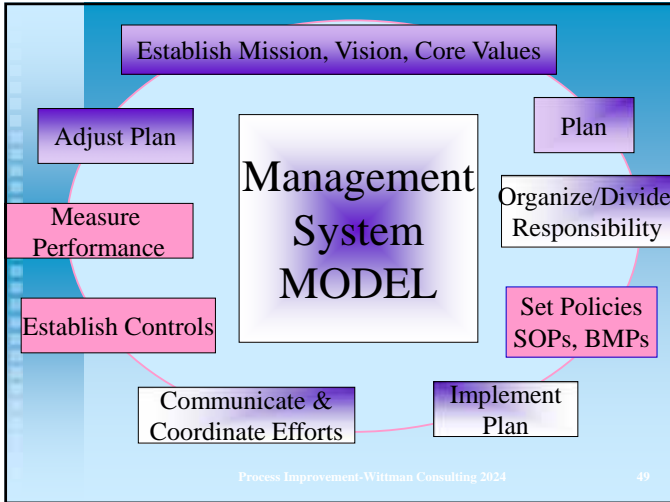 Establish Mission, Vision, Core Values
Plan
Organize/Divide
Responsibility
Set Policies
SOPs, BMPs
Implement
Plan
Communicate &
Coordinate Efforts
Establish Controls
Measure
Performance
Adjust Plan
Management
System
MODEL
Process Improvement-Wittman Consulting 2024
49